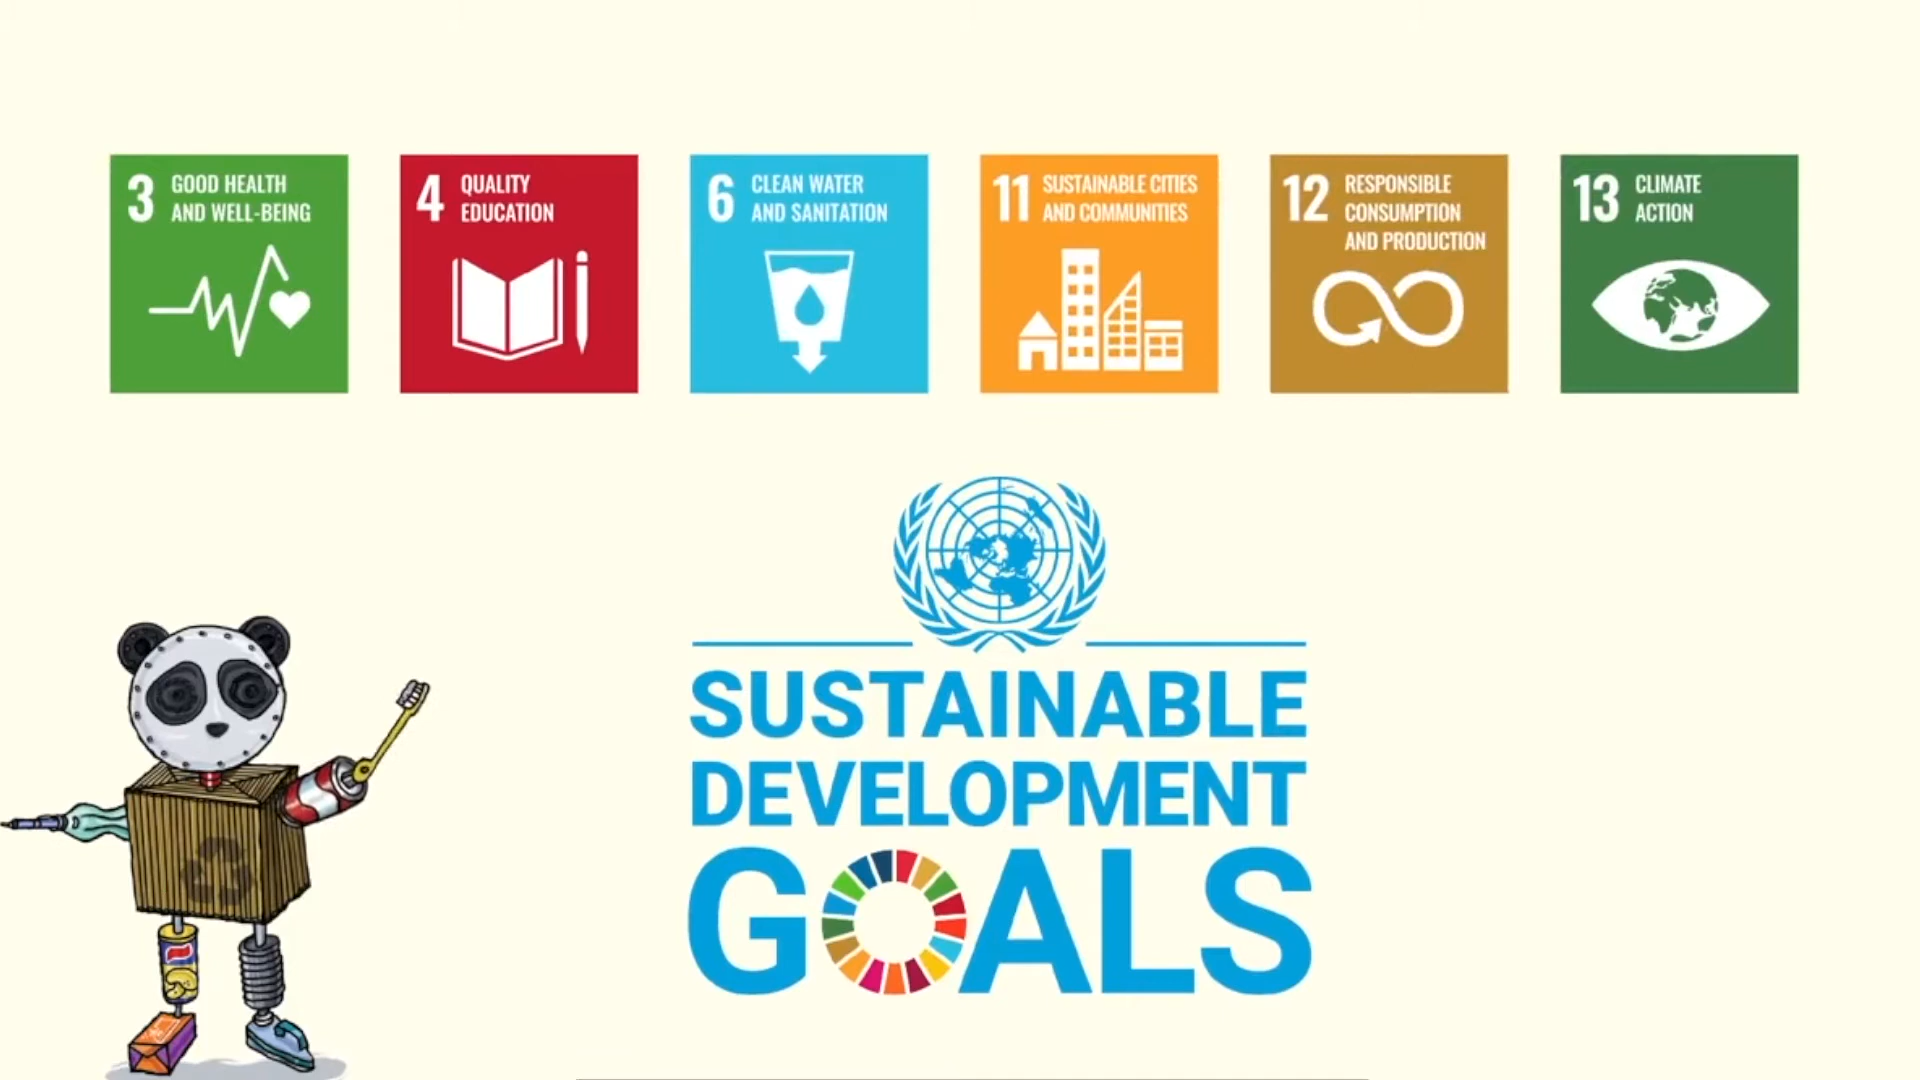 3 GOOD HEALTH
AND WELL-BEING
4 QUALITY
EDUCATION
6 CLEAN WATER
AND SANITATION
11 SUSTAINABLE CITIES
AND COMMUNITIES
12 RESPONSIBLE
CONSUMPTION
AND PRODUCTION
13 CLIMATE
ACTION
SUSTAINABLE
DEVELOPMENT
GOALS